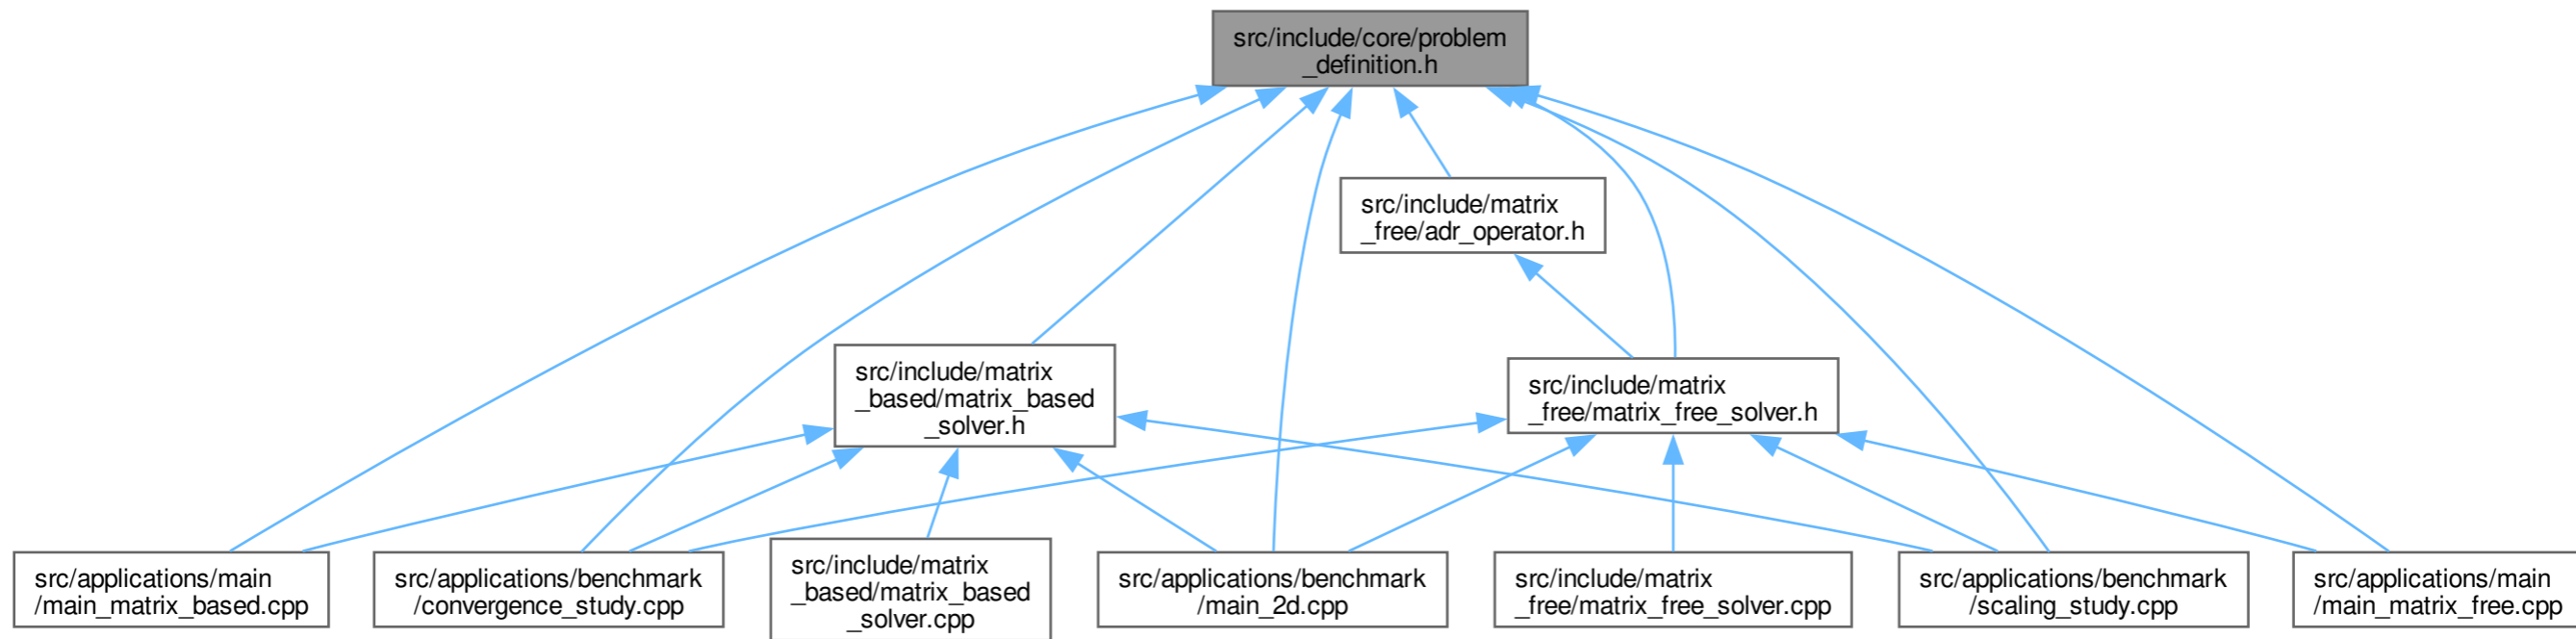 src/include/core/problem
_definition.h
src/include/matrix
_free/adr_operator.h
src/include/matrix
_based/matrix_based
_solver.h
src/include/matrix
_free/matrix_free_solver.h
src/applications/main
/main_matrix_based.cpp
src/applications/benchmark
/convergence_study.cpp
src/include/matrix
_based/matrix_based
_solver.cpp
src/applications/benchmark
/main_2d.cpp
src/include/matrix
_free/matrix_free_solver.cpp
src/applications/benchmark
/scaling_study.cpp
src/applications/main
/main_matrix_free.cpp